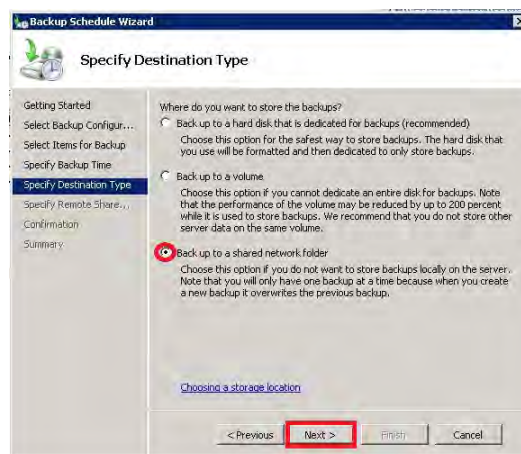 Backup Schedule Wizard
Specify Destination Type
Getting Started
Select Backup Configur...
Select Items for Backup
Specify Backup Time
Specify Destination Type
Specify Remote Share...
Confirmation
Summary
Where do you want to store the backups?
Back up to a hard disk that is dedicated for backups (recommended)
Choose this option for the safest way to store backups. The hard disk that
you use will be formatted and then dedicated to only store backups.
Back up to a volume
Choose this option if you cannot dedicate an entire disk for backups. Note
that the performance of the volume may be reduced by up to 200 percent
while it is used to store backups. We recommend that you do not store other
server data on the same volume.
Back up to a shared network folder
Choose this option if you do not want to store backups locally on the server.
Note that you will only have one backup at a time because when you create
a new backup it overwrites the previous backup.
Choosing a storage location
< Previous
Next >
Finish
Cancel